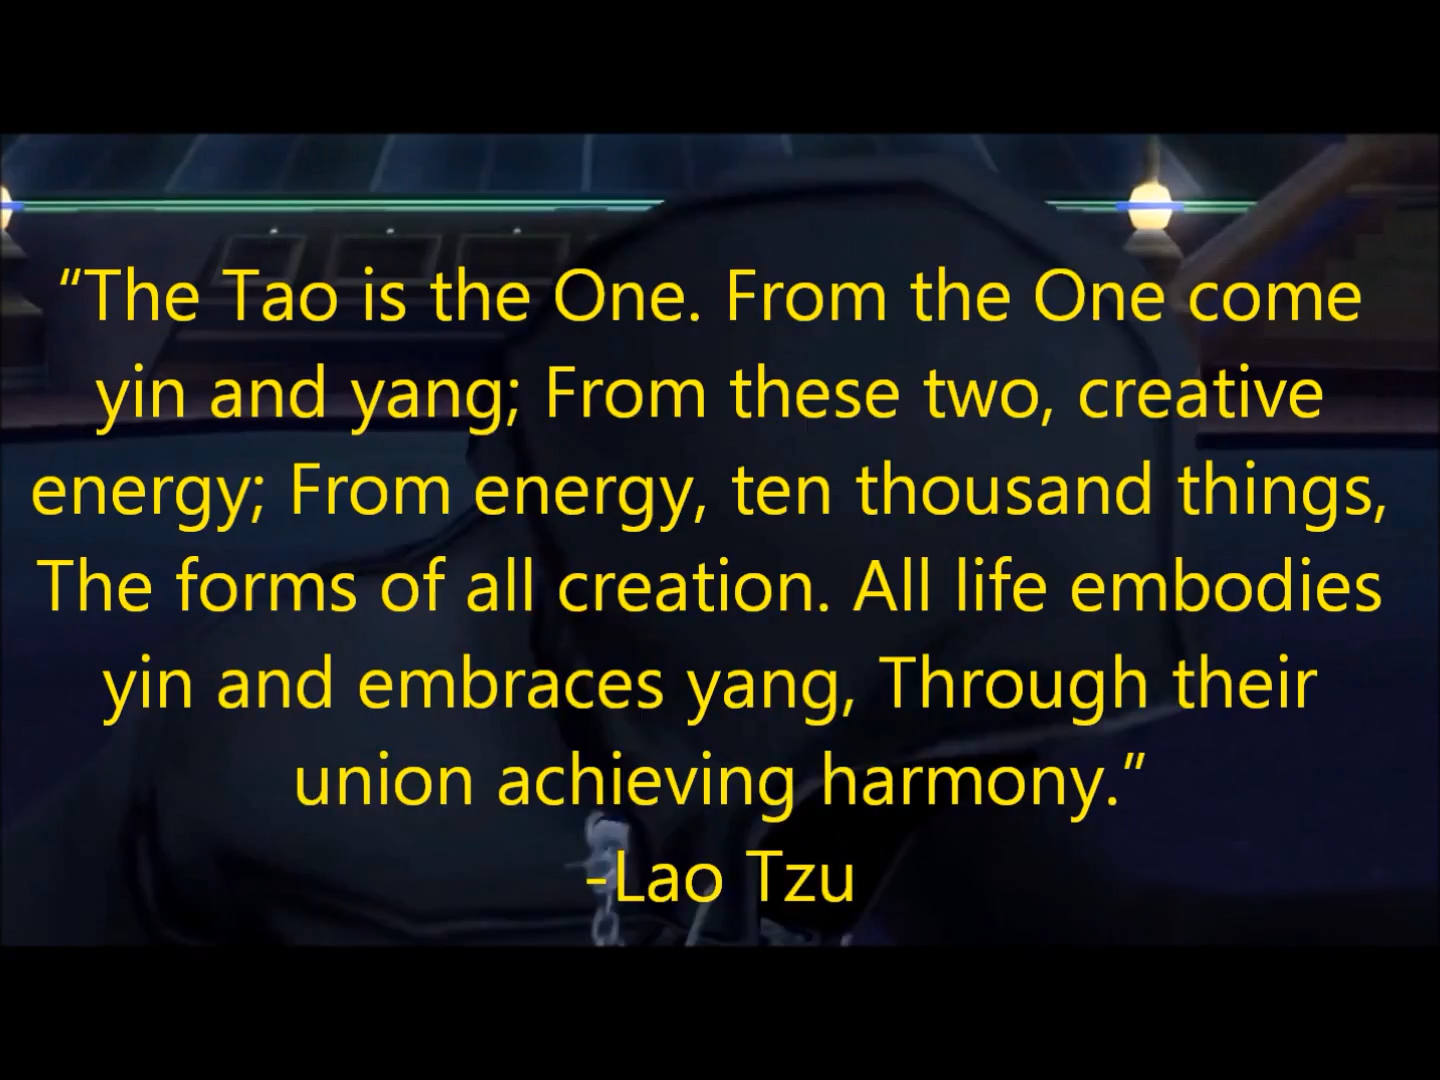 “The Tao is the One. From the One come
yin and yang; From these two, creative
energy; From energy, ten thousand things,
The forms of all creation. All life embodies
yin and embraces yang, Through their
union achieving harmony.”
-Lao Tzu